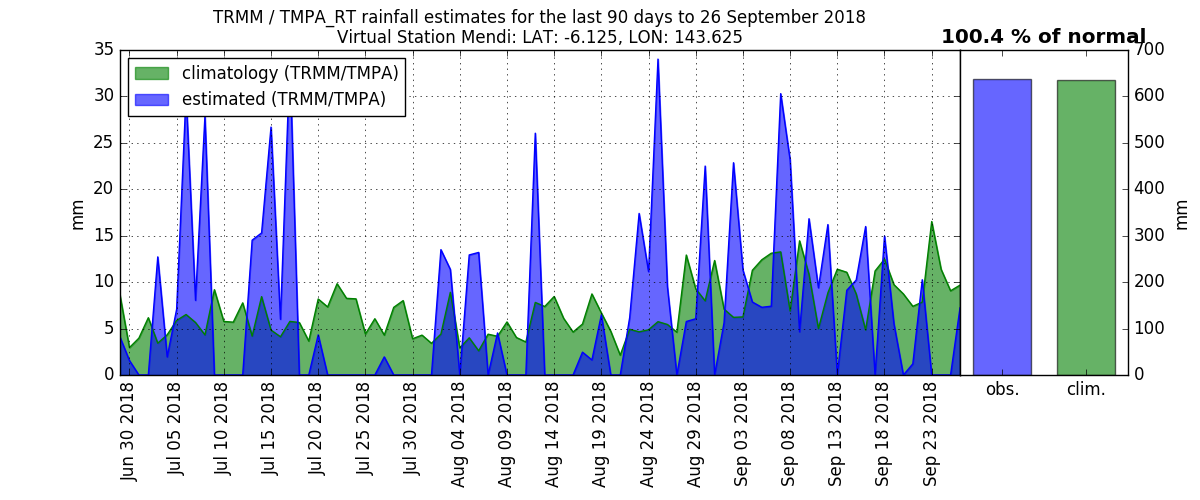 TRMM / TMPA_RT rainfall estimates for the last 90 days to 26 September 2018
Virtual Station Mendi: LAT: -6.125, LON: 143.625
100.4 % of normal
climatology (TRMM/TMPA)
estimated (TRMM/TMPA)
mm
35
30
25
20
15
10
5
0
Jun 30 2018
Jul 05 2018
Jul 10 2018
Jul 15 2018
Jul 20 2018
Jul 25 2018
Jul 30 2018
Aug 04 2018
Aug 09 2018
Aug 14 2018
Aug 19 2018
Aug 24 2018
Aug 29 2018
Sep 03 2018
Sep 08 2018
Sep 13 2018
Sep 18 2018
Sep 23 2018
obs.
clim.
700
600
500
400
300
200
100
0
mm